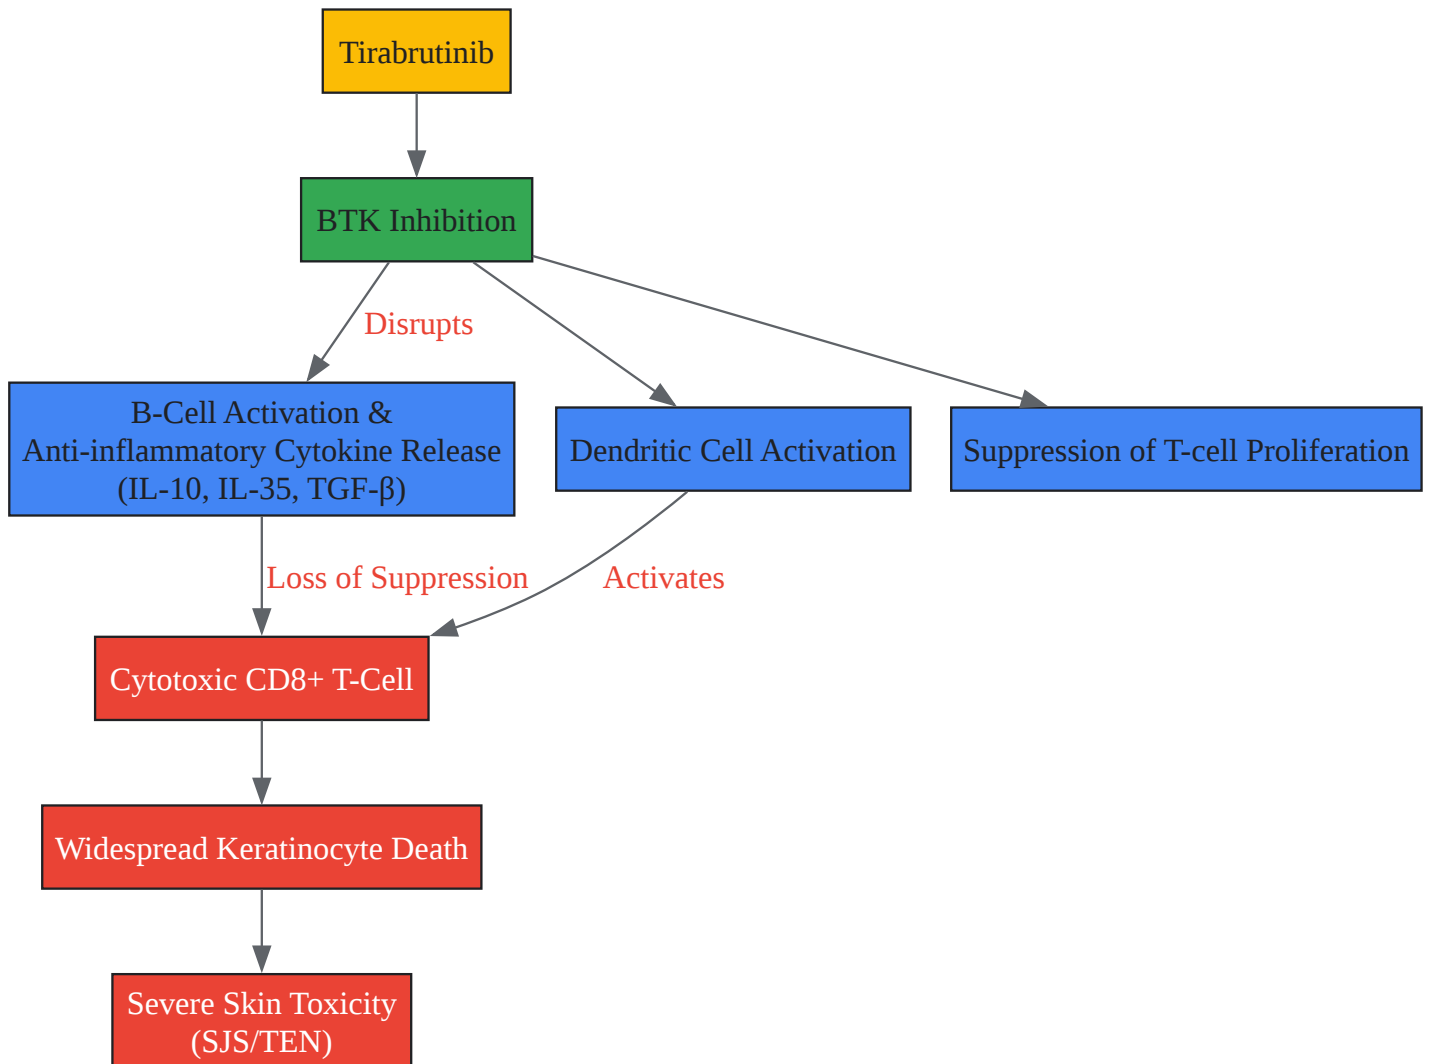 Tirabrutinib
BTK Inhibition
Disrupts
B-Cell Activation &
Anti-inflammatory Cytokine Release
(IL-10, IL-35, TGF-β)
Dendritic Cell Activation
Suppression of T-cell Proliferation
Loss of Suppression
Activates
Cytotoxic CD8+ T-Cell
Widespread Keratinocyte Death
Severe Skin Toxicity
(SJS/TEN)